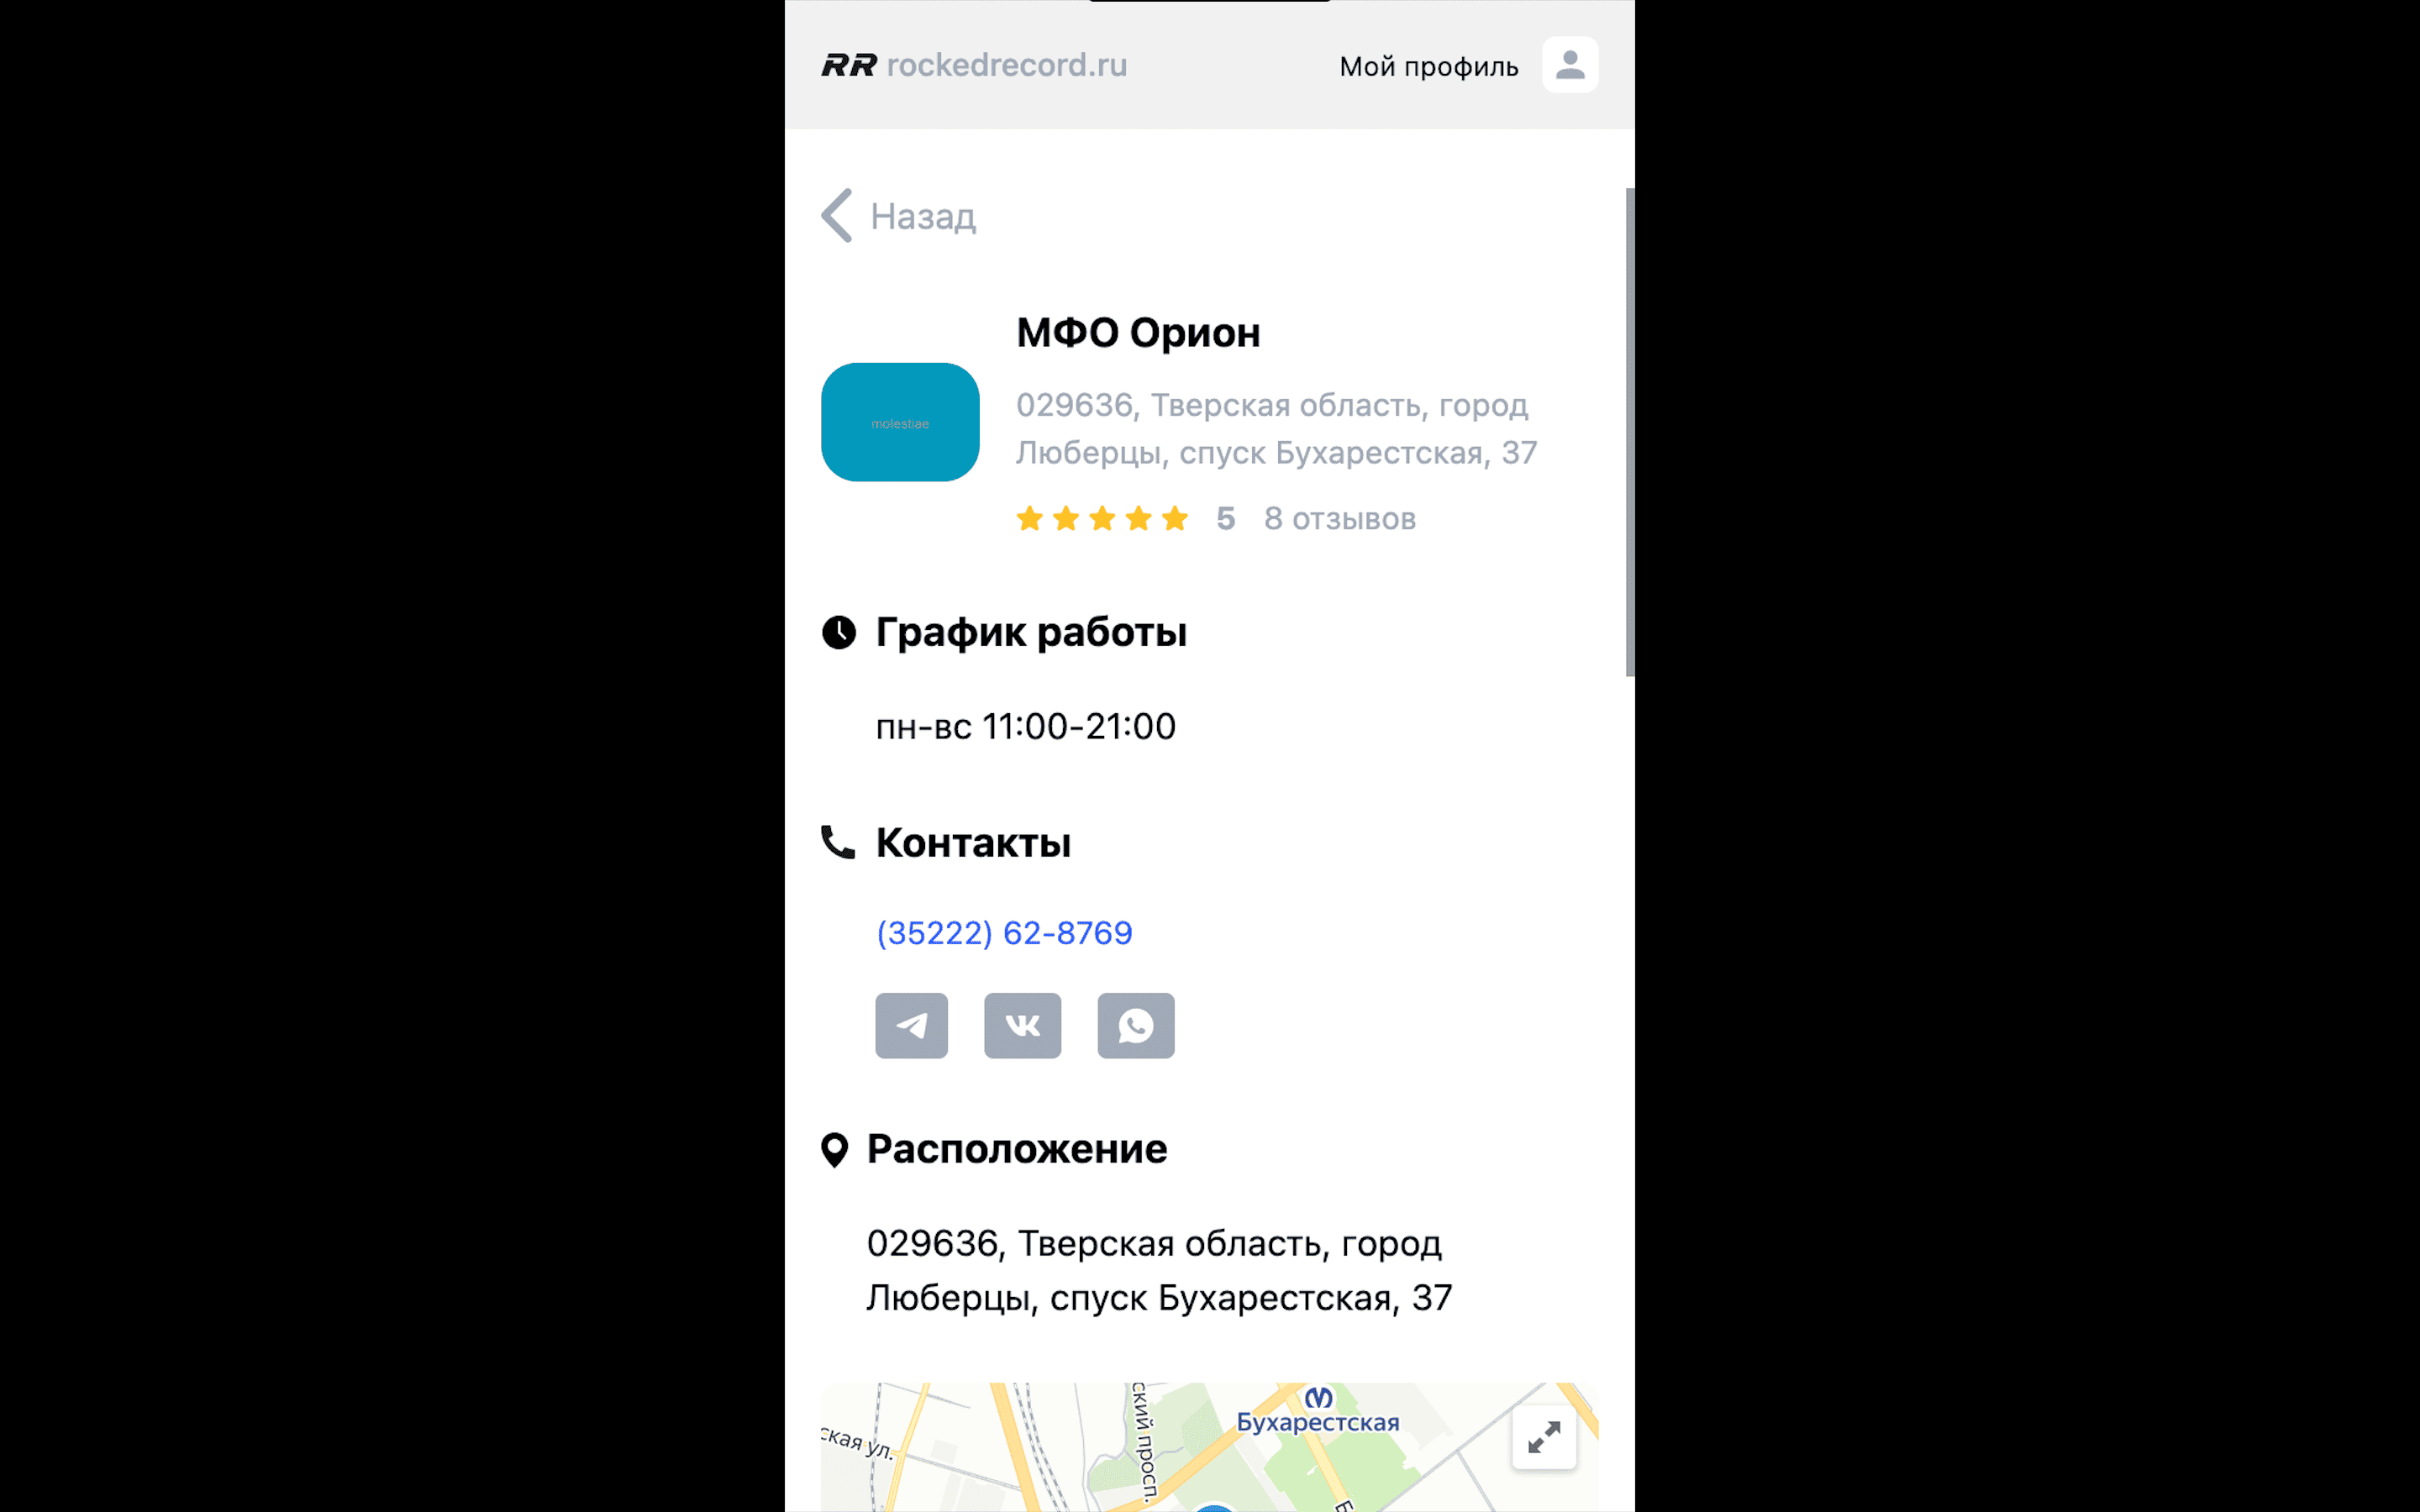 RR rockedrecord.ru
Мой профиль
Назад
МФО Орион
molestiae
029636, Тверская область, город
Люберцы, спуск Бухарестская, 37
5 8 отзывов
График работы
пн-вс 11:00-21:00
Контакты
(35222) 62-8769
Расположение
029636, Тверская область, город
Люберцы, спуск Бухарестская, 37
ский просп.
Бухарестская
ская ул.
Б